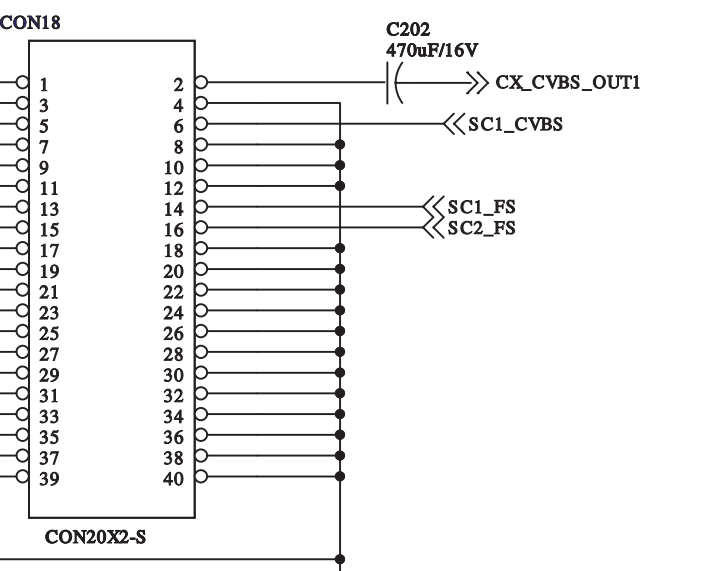 CON18
C202
470uF/16V
1 2 CX_CVBS_OUT1
3 4
5 6 SC1_CVBS
7 8
9 10
11 12
13 14 SC1_FS
15 16 SC2_FS
17 18
19 20
21 22
23 24
25 26
27 28
29 30
31 32
33 34
35 36
37 38
39 40
CON20X2-S